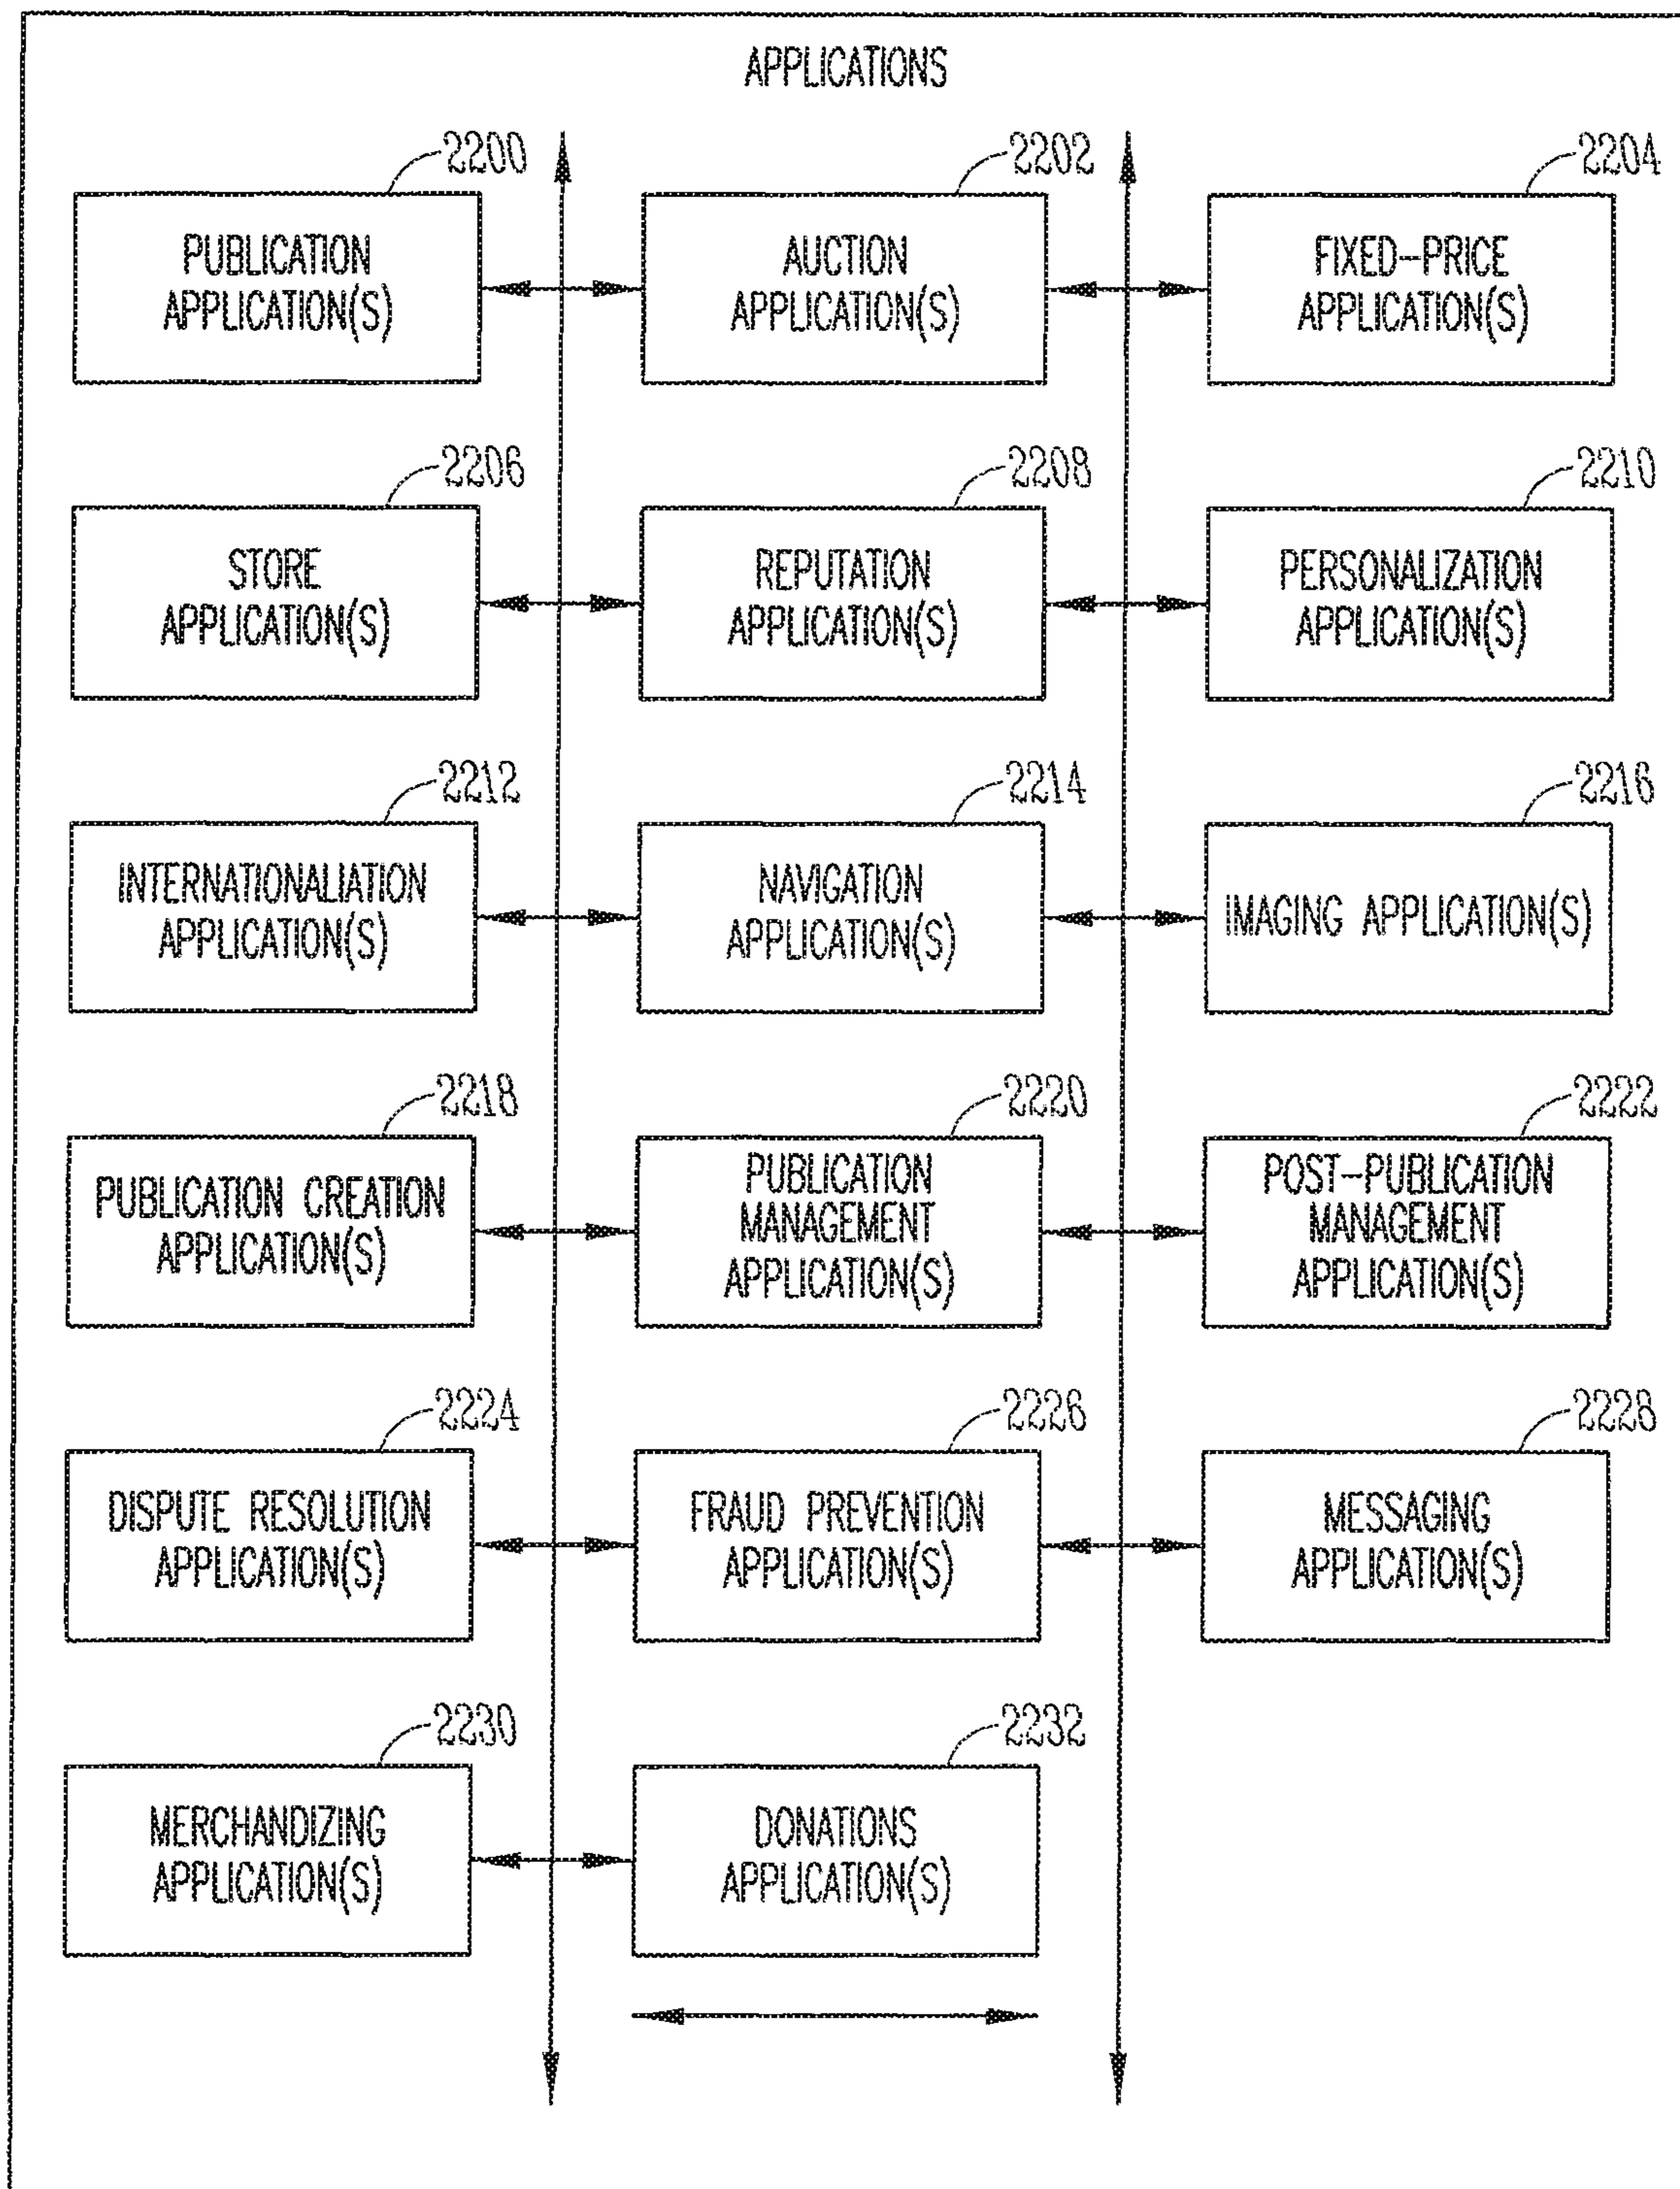 APPLICATIONS
2200
PUBLICATION
APPLICATION(S)
2202
AUCTION
APPLICATION(S)
2204
FIXED-PRICE
APPLICATION(S)
2206
STORE
APPLICATION(S)
2208
REPUTATION
APPLICATION(S)
2210
PERSONALIZATION
APPLICATION(S)
2212
INTERNATIONALIATION
APPLICATION(S)
2214
NAVIGATION
APPLICATION(S)
2216
IMAGING APPLICATION(S)
2218
PUBLICATION CREATION
APPLICATION(S)
2220
PUBLICATION
MANAGEMENT
APPLICATION(S)
2222
POST-PUBLICATION
MANAGEMENT
APPLICATION(S)
2224
DISPUTE RESOLUTION
APPLICATION(S)
2226
FRAUD PREVENTION
APPLICATION(S)
2228
MESSAGING
APPLICATION(S)
2230
MERCHANDIZING
APPLICATION(S)
2232
DONATIONS
APPLICATION(S)